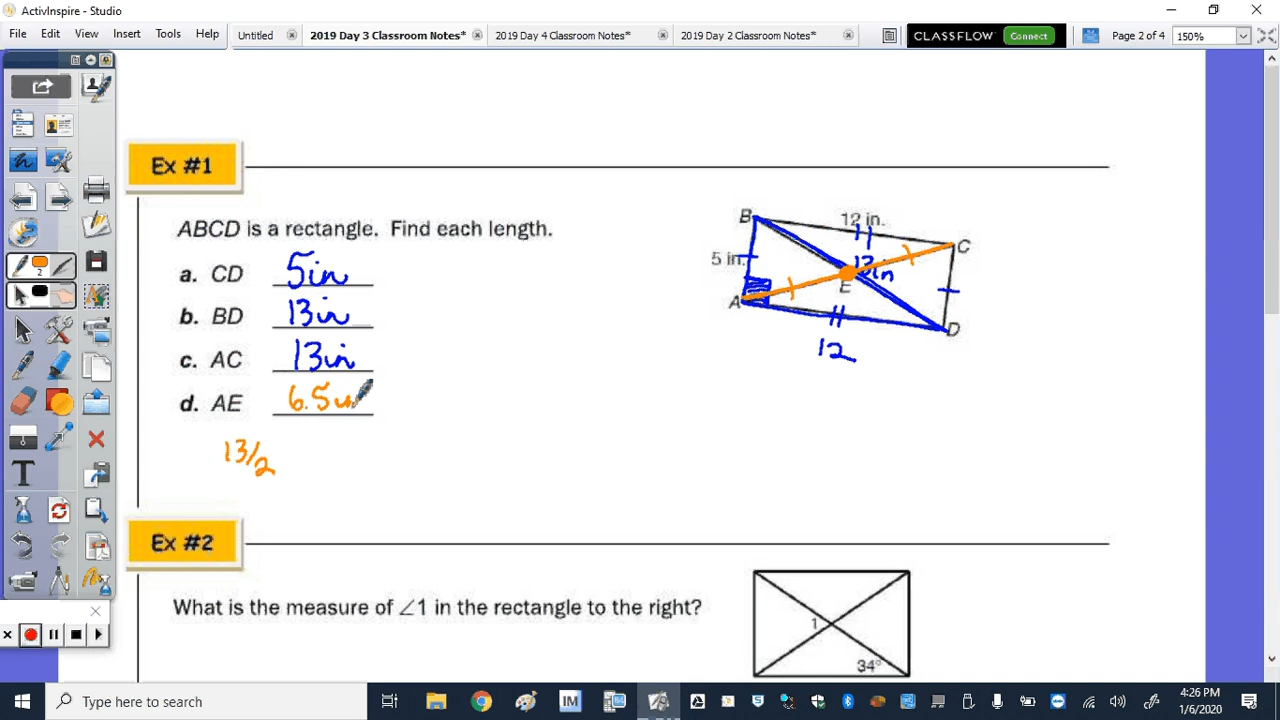 ActivInspire - Studio
File Edit View Insert Tools Help
Untitled 2019 Day 3 Classroom Notes* 2019 Day 4 Classroom Notes* 2019 Day 2 Classroom Notes*
CLASSFLOW Connect
Page 2 of 4
150%
2
T
Ex #1
ABCD is a rectangle. Find each length.
a. CD 5in
b. BD 13in
c. AC 13in
d. AE 6.5
13/2
B
12 in.
C
5 in.
13in
E
A
D
12
Ex #2
What is the measure of ∠1 in the rectangle to the right?
1
34°
Type here to search
IM
4:26 PM
1/6/2020